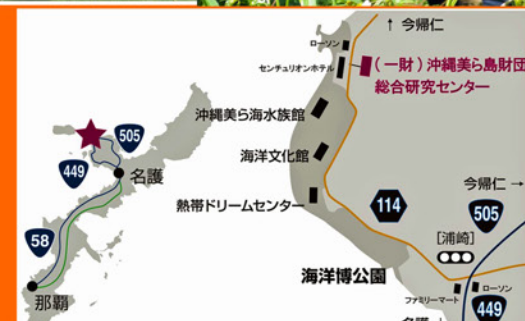 505
449
名護
58
那覇
↑ 今帰仁
ローソン
センチュリオンホテル
(一財)沖縄美ら島財団
総合研究センター
沖縄美ら海水族館
海洋文化館
熱帯ドリームセンター
114
今帰仁 →
505
[浦崎]
海洋博公園
ファミリーマート
ローソン
449